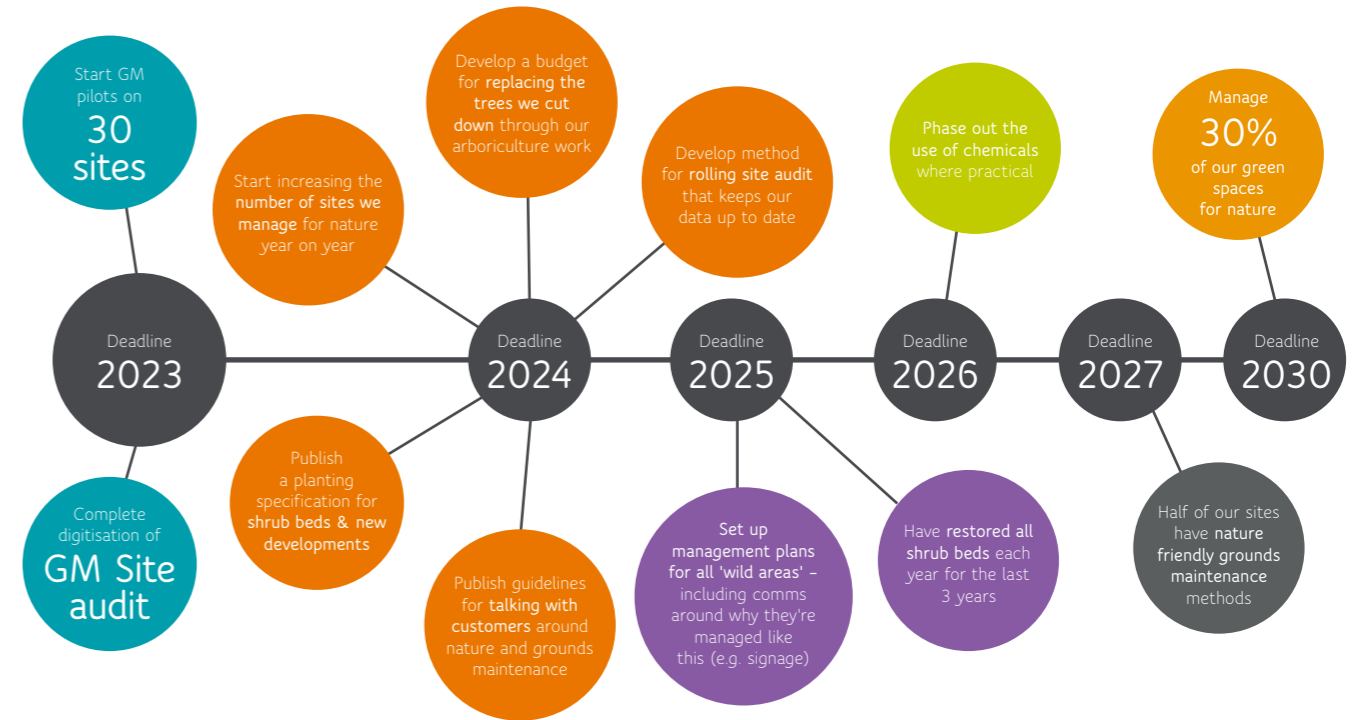 Start GM
pilots on
30
sites
Deadline
2023
Complete
digitisation of
GM Site
audit
Start increasing the
number of sites we
manage for nature
year on year
Develop a budget
for replacing the
trees we cut
down through our
arboriculture work
Develop method
for rolling site audit
that keeps our
data up to date
Deadline
2024
Publish
a planting
specification for
shrub beds & new
developments
Publish guidelines
for talking with
customers around
nature and grounds
maintenance
Deadline
2025
Set up
management plans
for all 'wild areas' –
including comms
around why they're
managed like
this (e.g. signage)
Have restored all
shrub beds each
year for the last
3 years
Phase out the
use of chemicals
where practical
Deadline
2026
Deadline
2027
Half of our sites
have nature
friendly grounds
maintenance
methods
Manage
30%
of our green
spaces
for nature
Deadline
2030